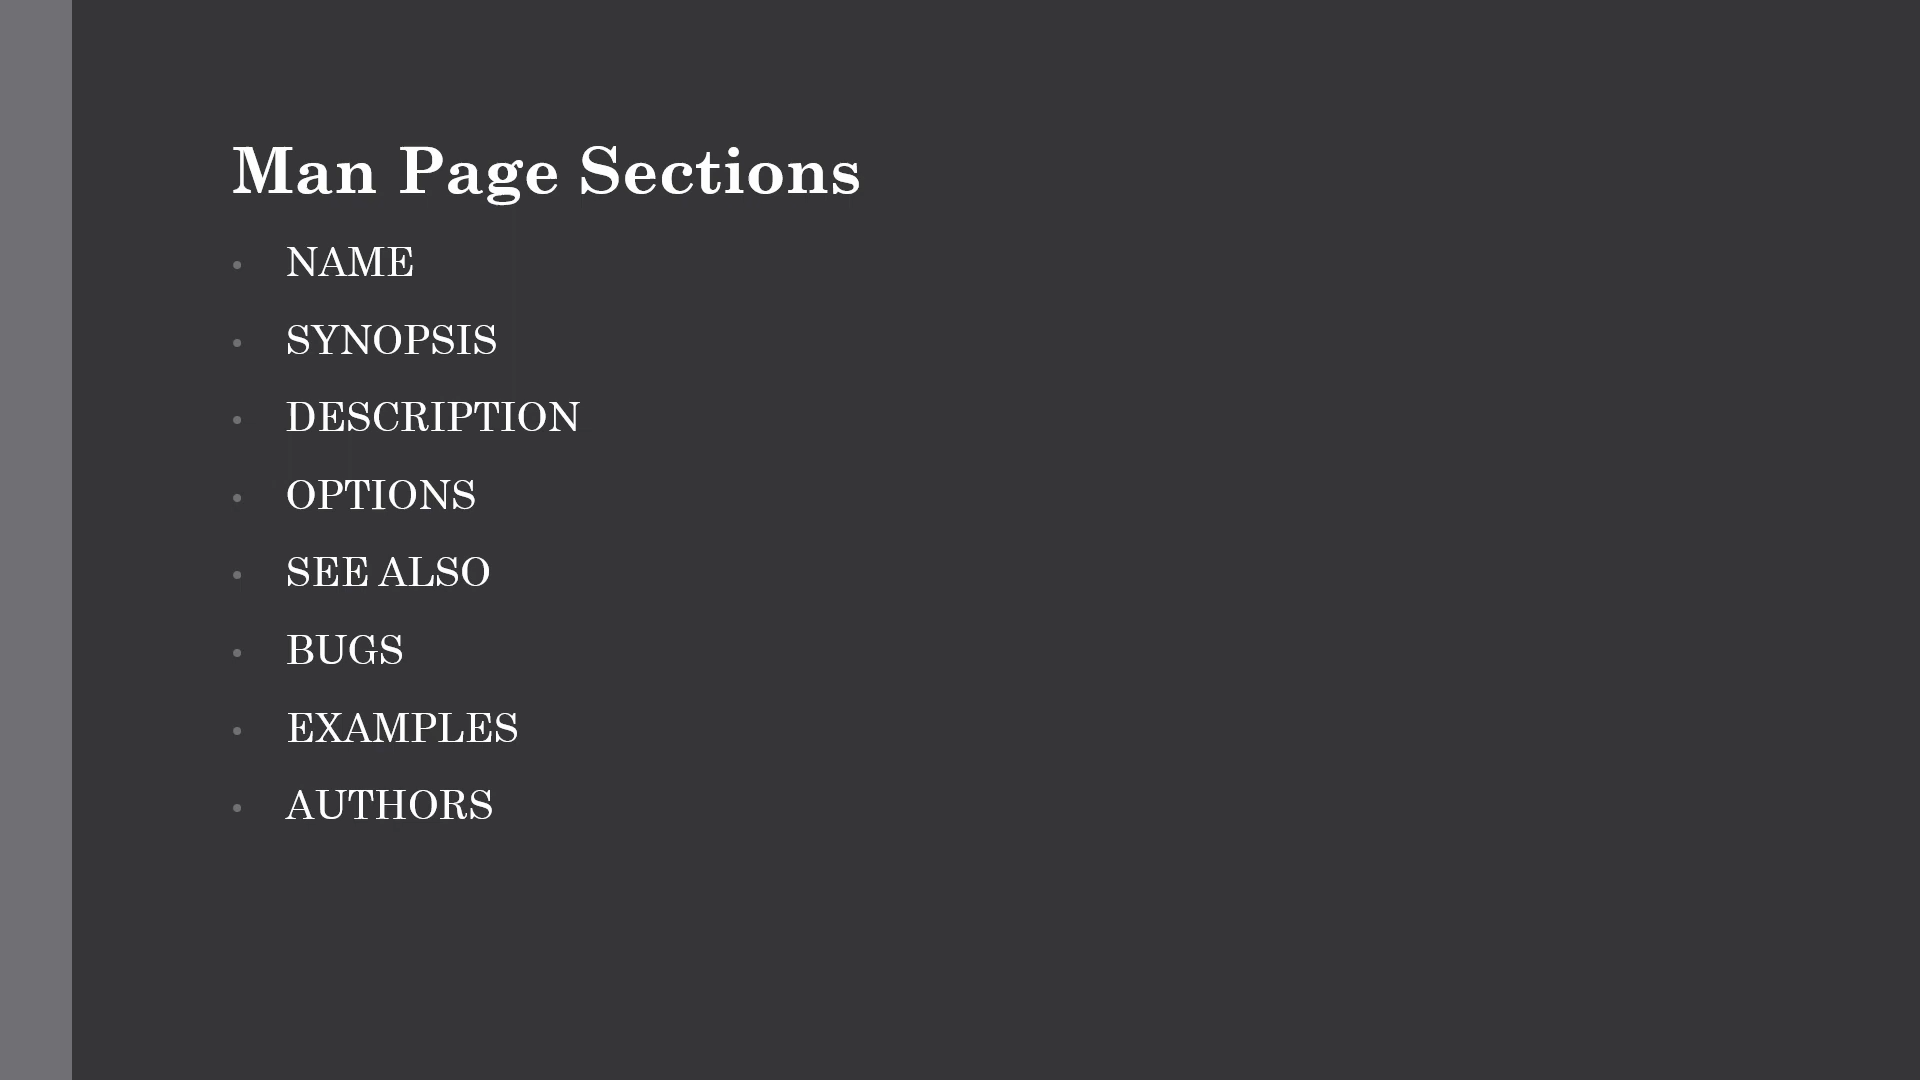 Man Page Sections
• NAME
• SYNOPSIS
• DESCRIPTION
• OPTIONS
• SEE ALSO
• BUGS
• EXAMPLES
• AUTHORS